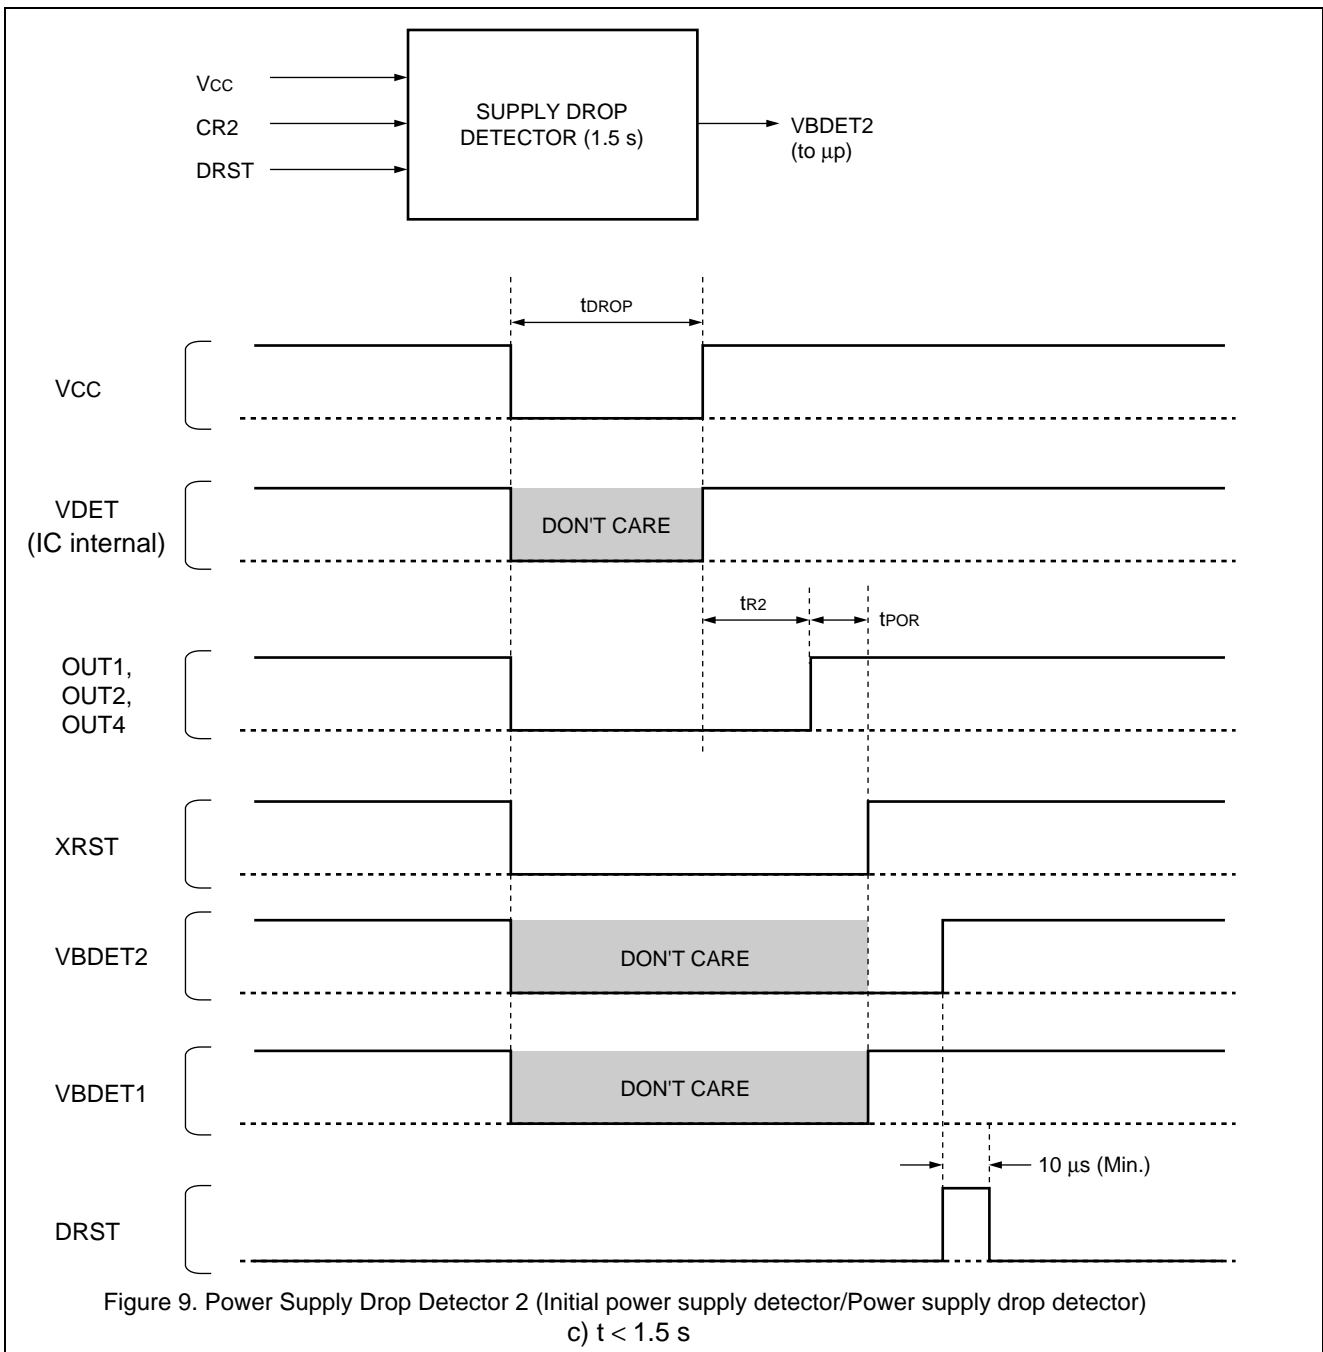 VCC
CR2
DRST
SUPPLY DROP
DETECTOR (1.5 s)
VBDET2
(to μp)
tDROP
VCC
VDET
(IC internal)
DON'T CARE
tR2
tPOR
OUT1,
OUT2,
OUT4
XRST
VBDET2
DON'T CARE
VBDET1
DON'T CARE
10 μs (Min.)
DRST
Figure 9. Power Supply Drop Detector 2 (Initial power supply detector/Power supply drop detector)
c) t < 1.5 s